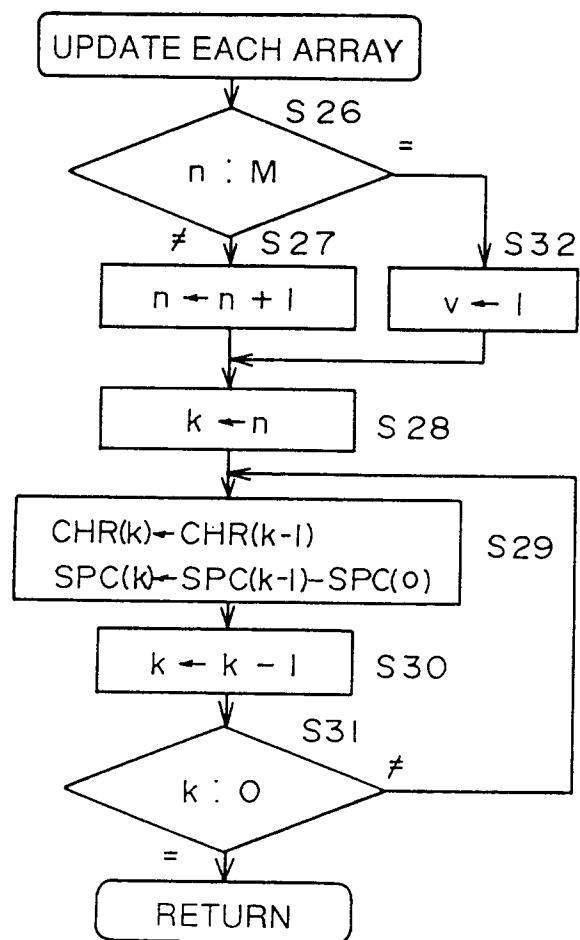 UPDATE EACH ARRAY
S26
n : M
=
≠
S27
S32
n ← n + 1
v ← 1
k ← n
S28
CHR(k)←CHR(k-1)
SPC(k)←SPC(k-1)-SPC(0)
S29
k ← k - 1
S30
S31
k : 0
≠
=
RETURN